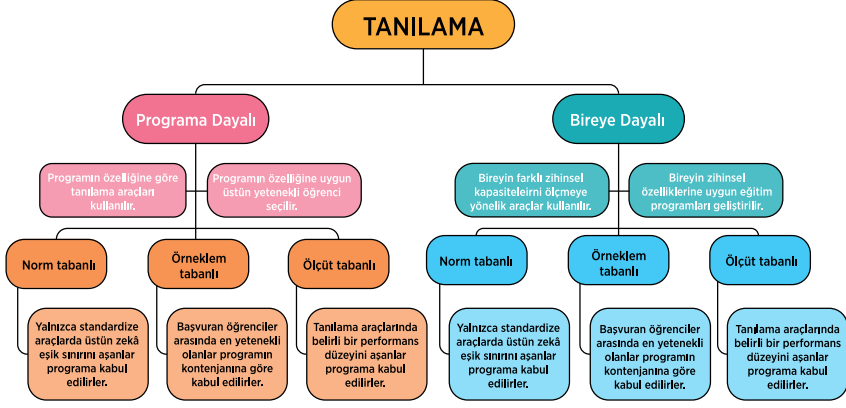 TANILAMA
Programa Dayalı
Bireye Dayalı
Programın özelliğine göre
tanılama araçları
kullanılır.
Programın özelliğine uygun
üstün yetenekli öğrenci
seçilir.
Bireyin farklı zihinsel
kapasiteleirni ölçmeye
yönelik araçlar kullanılır.
Bireyin zihinsel
özelliklerine uygun eğitim
programları geliştirilir.
Norm tabanlı
Örneklem
tabanlı
Ölçüt tabanlı
Norm tabanlı
Örneklem
tabanlı
Ölçüt tabanlı
Yalnızca standardize
araçlarda üstün zekâ
eşik sınırını aşanlar
programa kabul
edilirler.
Başvuran öğrenciler
arasında en yetenekli
olanlar programın
kontenjanına göre
kabul edilirler.
Tanılama araçlarında
belirli bir performans
düzeyini aşanlar
programa kabul
edilirler.
Yalnızca standardize
araçlarda üstün zekâ
eşik sınırını aşanlar
programa kabul
edilirler.
Başvuran öğrenciler
arasında en yetenekli
olanlar programın
kontenjanına göre
kabul edilirler.
Tanılama araçlarında
belirli bir performans
düzeyini aşanlar
programa kabul
edilirler.